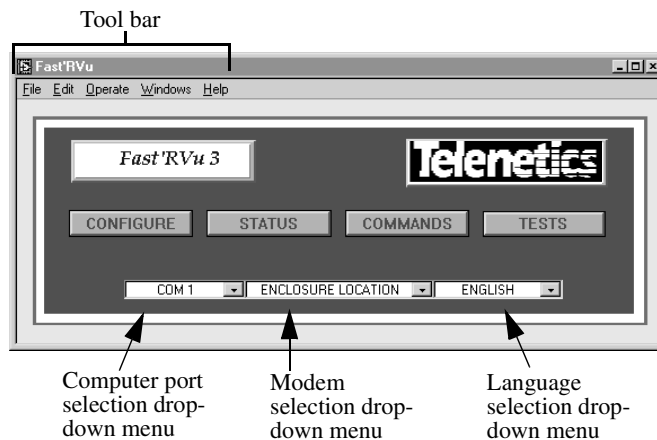 Tool bar
Fast'RVu
File Edit Operate Windows Help
Fast'RVu 3
Telenetics
CONFIGURE STATUS COMMANDS TESTS
COM 1 ENCLOSURE LOCATION ENGLISH
Computer port
selection drop-
down menu
Modem
selection drop-
down menu
Language
selection drop-
down menu